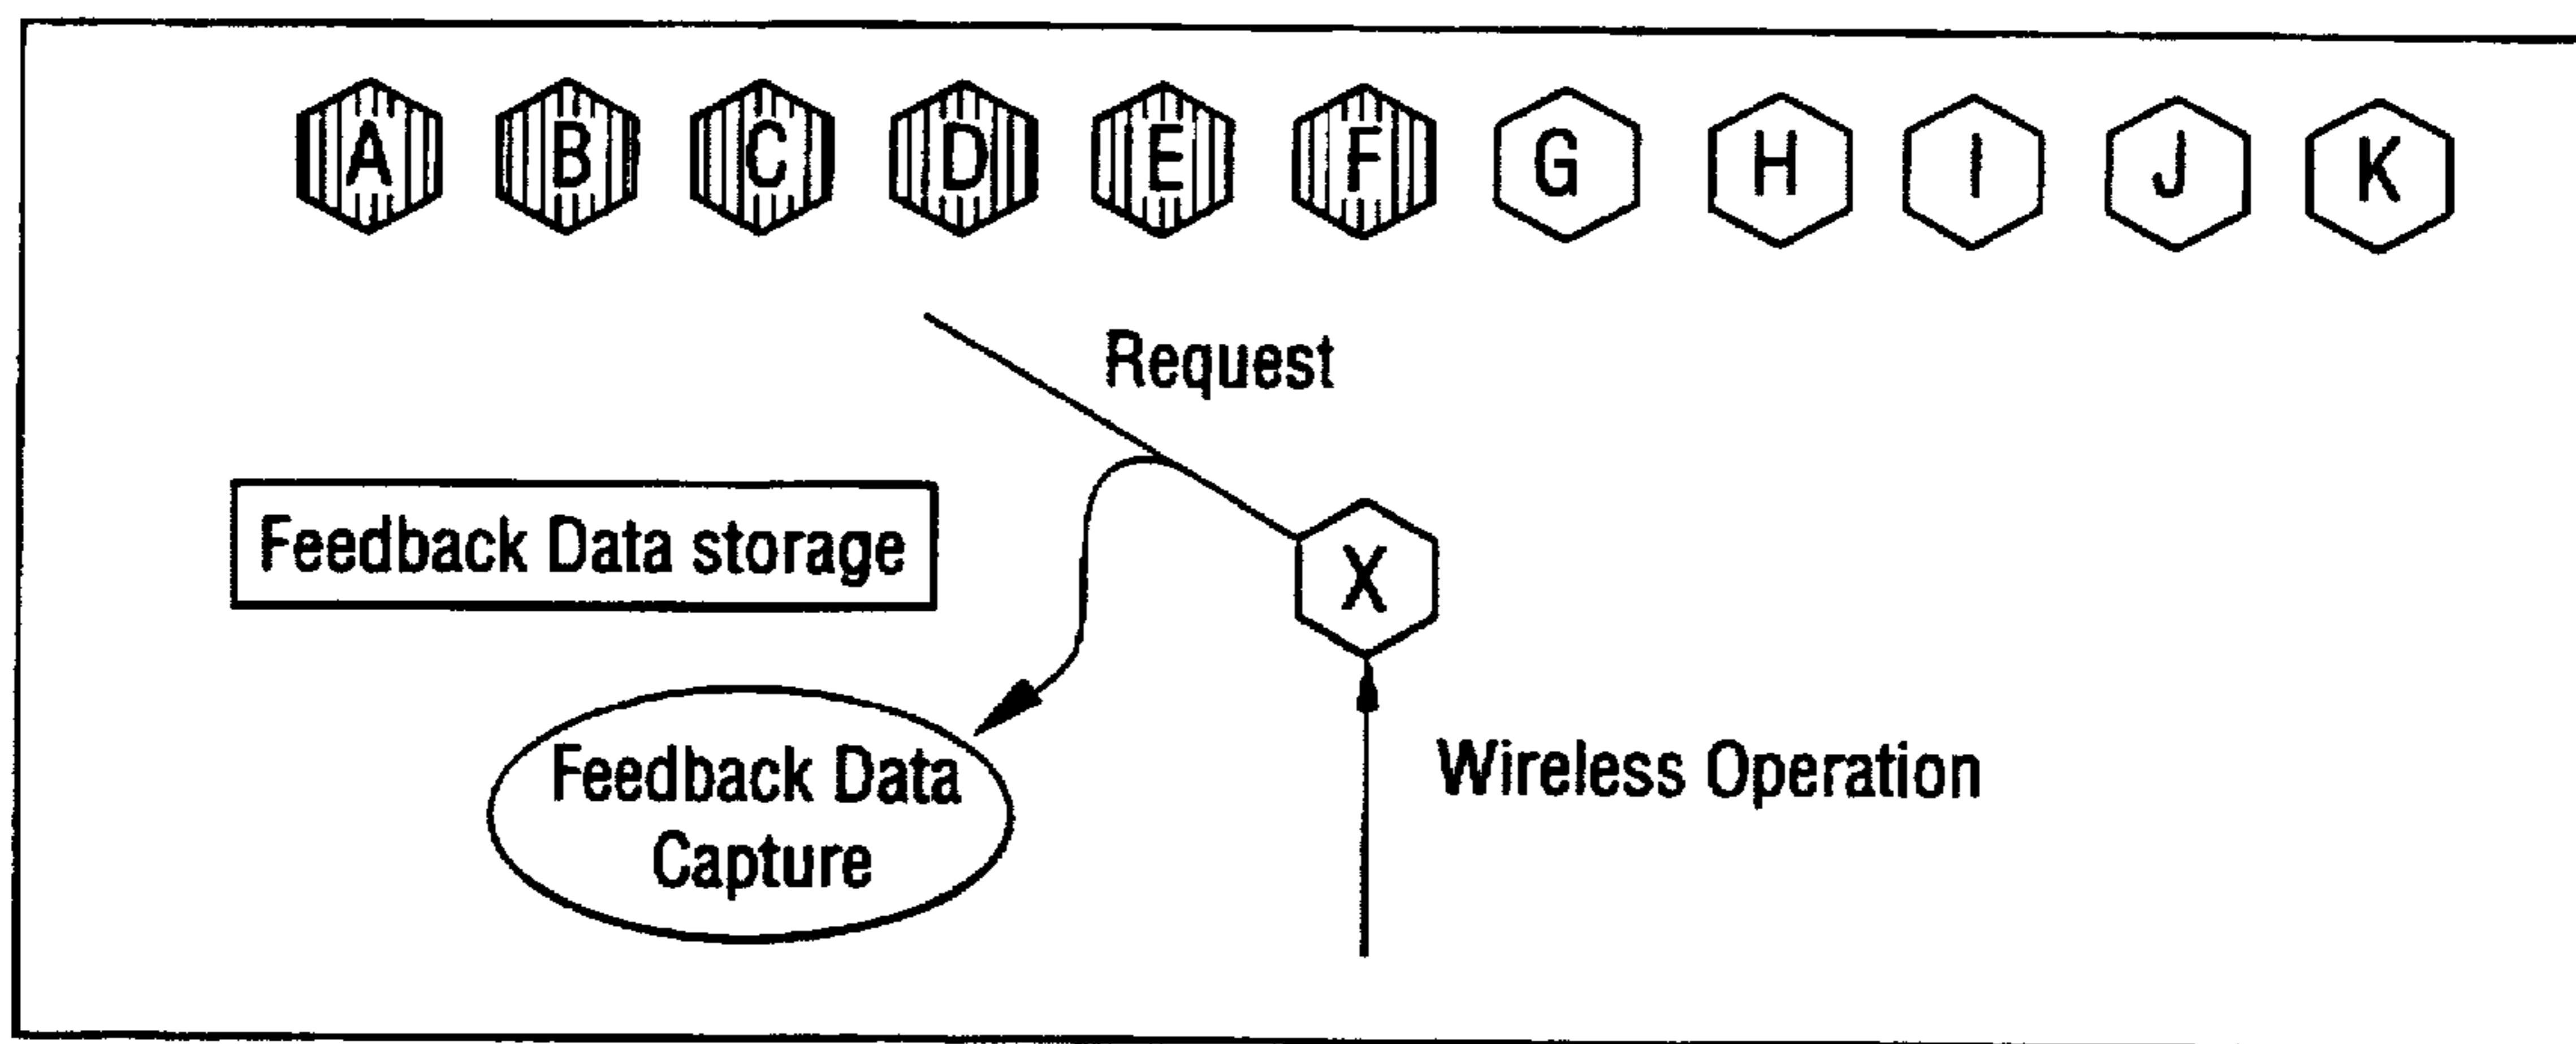 A B C D E F G H I J K
Request
Feedback Data storage
X
Feedback Data
Capture
Wireless Operation